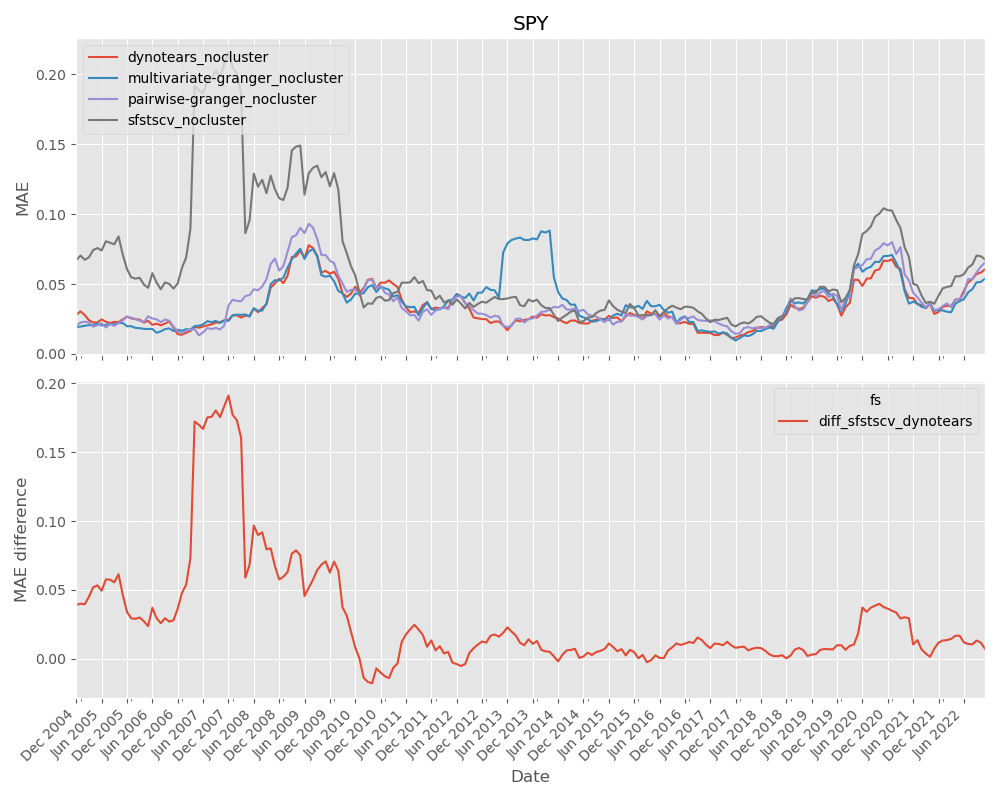 SPY
dynotears_nocluster
multivariate-granger_nocluster
pairwise-granger_nocluster
sfstscv_nocluster
MAE
0.20
0.15
0.10
0.05
0.00
fs
diff_sfstscv_dynotears
MAE difference
0.20
0.15
0.10
0.05
0.00
Dec 2004
Jun 2005
Dec 2005
Jun 2006
Dec 2006
Jun 2007
Dec 2007
Jun 2008
Dec 2008
Jun 2009
Dec 2009
Jun 2010
Dec 2010
Jun 2011
Dec 2011
Jun 2012
Dec 2012
Jun 2013
Dec 2013
Jun 2014
Dec 2014
Jun 2015
Dec 2015
Jun 2016
Dec 2016
Jun 2017
Dec 2017
Jun 2018
Dec 2018
Jun 2019
Dec 2019
Jun 2020
Dec 2020
Jun 2021
Dec 2021
Jun 2022
Date